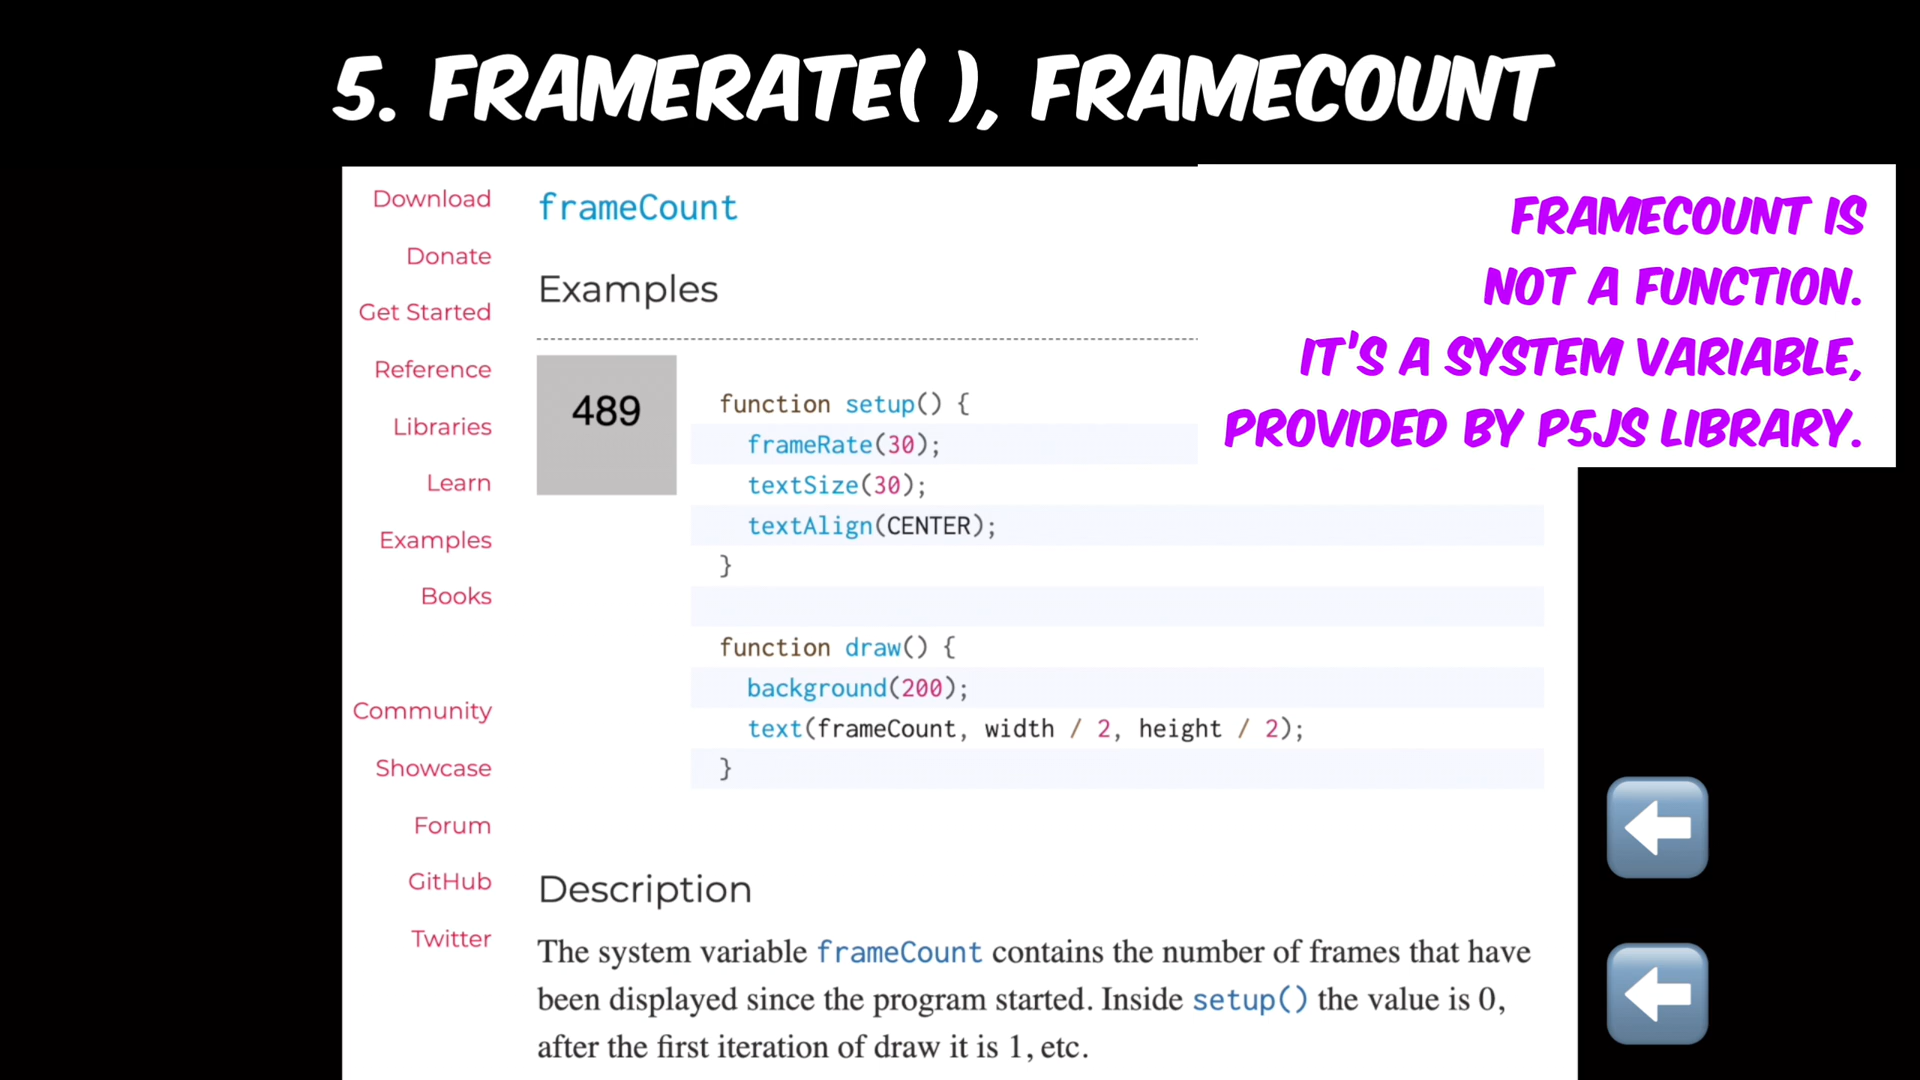 5. FRAMERATE( ), FRAMECOUNT
Download
Donate
Get Started
Reference
Libraries
Learn
Examples
Books
Community
Showcase
Forum
GitHub
Twitter
frameCount
Examples
489
function setup() {
frameRate(30);
textSize(30);
textAlign(CENTER);
}
function draw() {
background(200);
text(frameCount, width / 2, height / 2);
}
FRAMECOUNT IS
NOT A FUNCTION.
IT'S A SYSTEM VARIABLE,
PROVIDED BY P5JS LIBRARY.
Description
The system variable frameCount contains the number of frames that have
been displayed since the program started. Inside setup() the value is 0,
after the first iteration of draw it is 1, etc.